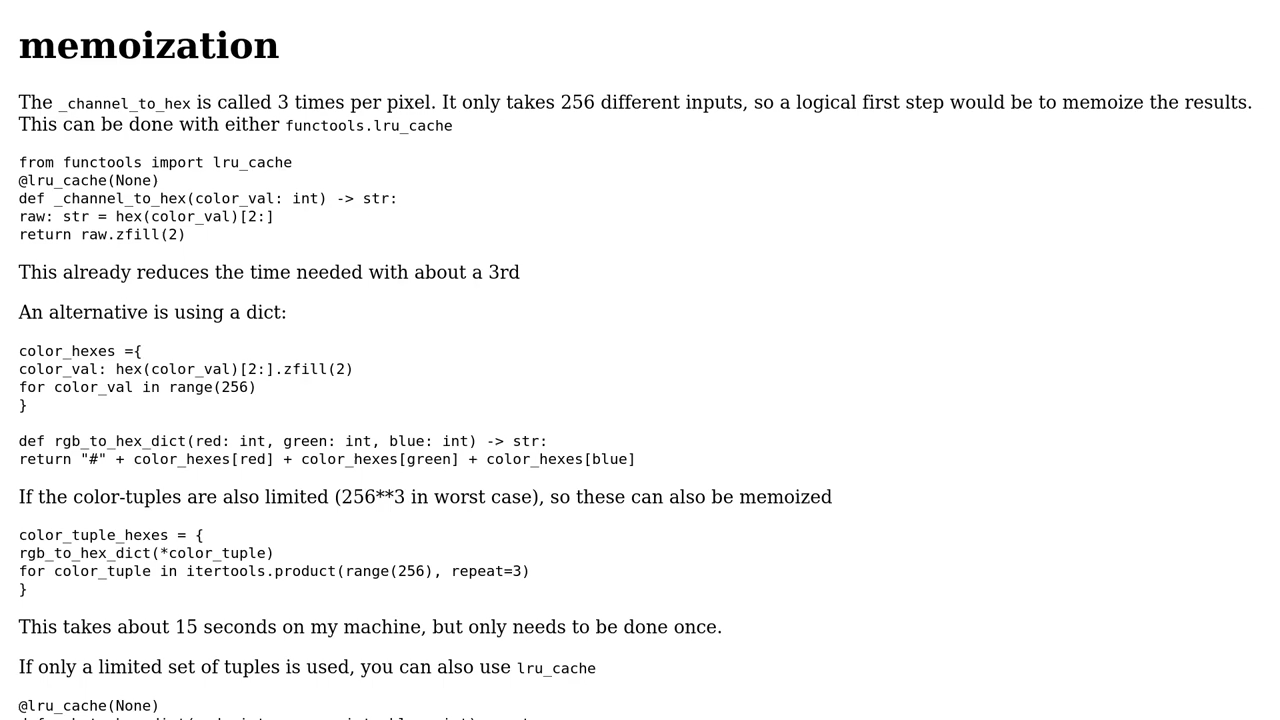 memoization
The _channel_to_hex is called 3 times per pixel. It only takes 256 different inputs, so a logical first step would be to memoize the results.
This can be done with either functools.lru_cache
from functools import lru_cache
@lru_cache(None)
def _channel_to_hex(color_val: int) -> str:
raw: str = hex(color_val)[2:]
return raw.zfill(2)
This already reduces the time needed with about a 3rd
An alternative is using a dict:
color_hexes ={
color_val: hex(color_val)[2:].zfill(2)
for color_val in range(256)
}
def rgb_to_hex_dict(red: int, green: int, blue: int) -> str:
return "#" + color_hexes[red] + color_hexes[green] + color_hexes[blue]
If the color-tuples are also limited (256**3 in worst case), so these can also be memoized
color_tuple_hexes = {
rgb_to_hex_dict(*color_tuple)
for color_tuple in itertools.product(range(256), repeat=3)
}
This takes about 15 seconds on my machine, but only needs to be done once.
If only a limited set of tuples is used, you can also use lru_cache
@lru_cache(None)